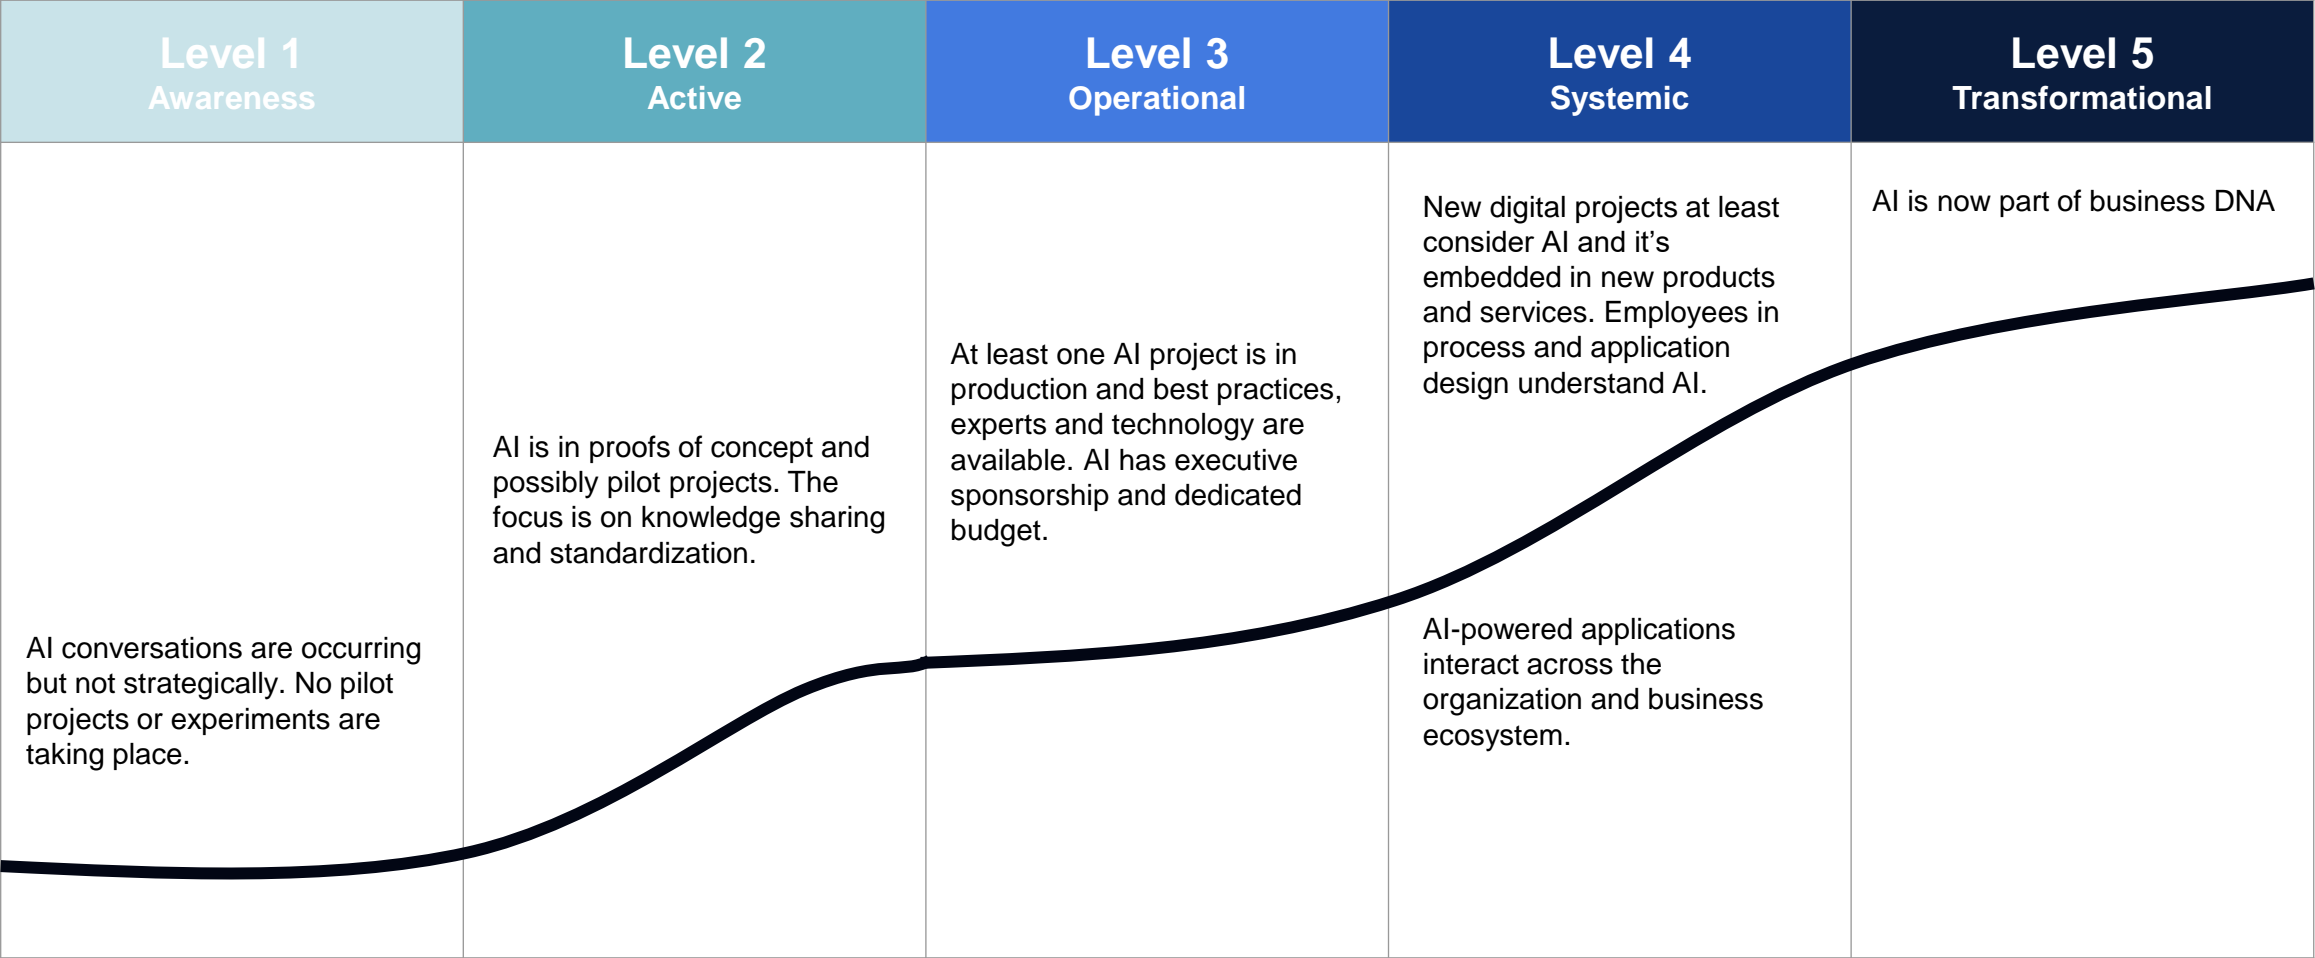 Level 1
Awareness
Level 2
Active
Level 3
Operational
Level 4
Systemic
Level 5
Transformational
AI conversations are occurring
but not strategically. No pilot
projects or experiments are
taking place.
AI is in proofs of concept and
possibly pilot projects. The
focus is on knowledge sharing
and standardization.
At least one AI project is in
production and best practices,
experts and technology are
available. AI has executive
sponsorship and dedicated
budget.
New digital projects at least
consider AI and it’s
embedded in new products
and services. Employees in
process and application
design understand AI.
AI-powered applications
interact across the
organization and business
ecosystem.
AI is now part of business DNA